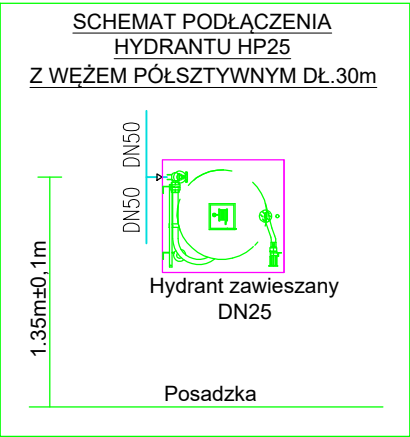 SCHEMAT PODŁĄCZENIA
HYDRANTU HP25
Z WĘŻEM PÓŁSZTYWNYM DŁ.30m
DN50 DN50
1.35m±0,1m
Hydrant zawieszany
DN25
Posadzka